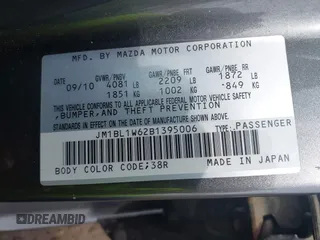 MFD. BY MAZDA MOTOR CORPORATION
GVWR/PNBV GAWR/PNBE FRT GAWR/PNBE RR
09/10 4081 2209 LB 1872 LB
1851 KG 1002 KG 849 KG
THIS VEHICLE CONFORMS TO ALL APPLICABLE
FEDERAL MOTOR VEHICLE SAFETY
,BUMPER,AND THEFT PREVENTION
STANDARDS IN EFFECT ON THE DATE OF
MANUFACTURE SHOWN ABOVE.
JM1BL1W62B1395006 TYPE:PASSENGER
BODY COLOR CODE;38R MADE IN JAPAN
DREAMBID